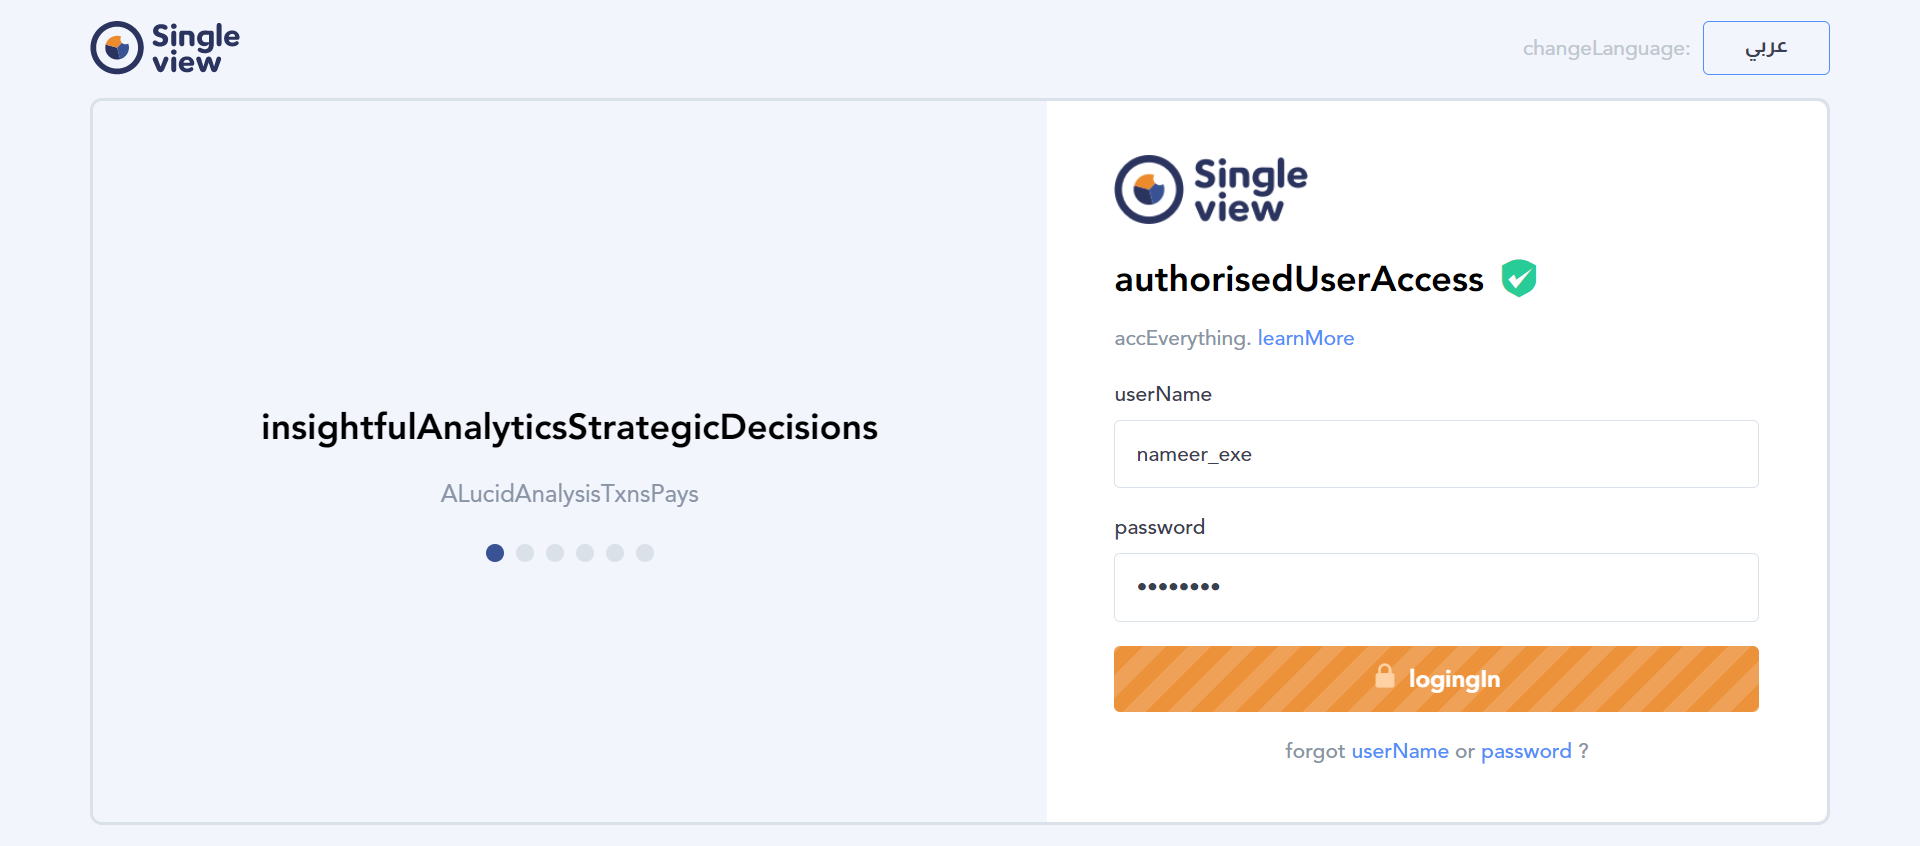 Single
view
changeLanguage:
عربي
insightfulAnalyticsStrategicDecisions
ALucidAnalysisTxnsPays
Single
view
authorisedUserAccess
accEverything. learnMore
userName
nameer_exe
password
••••••••
logingIn
forgot userName or password ?